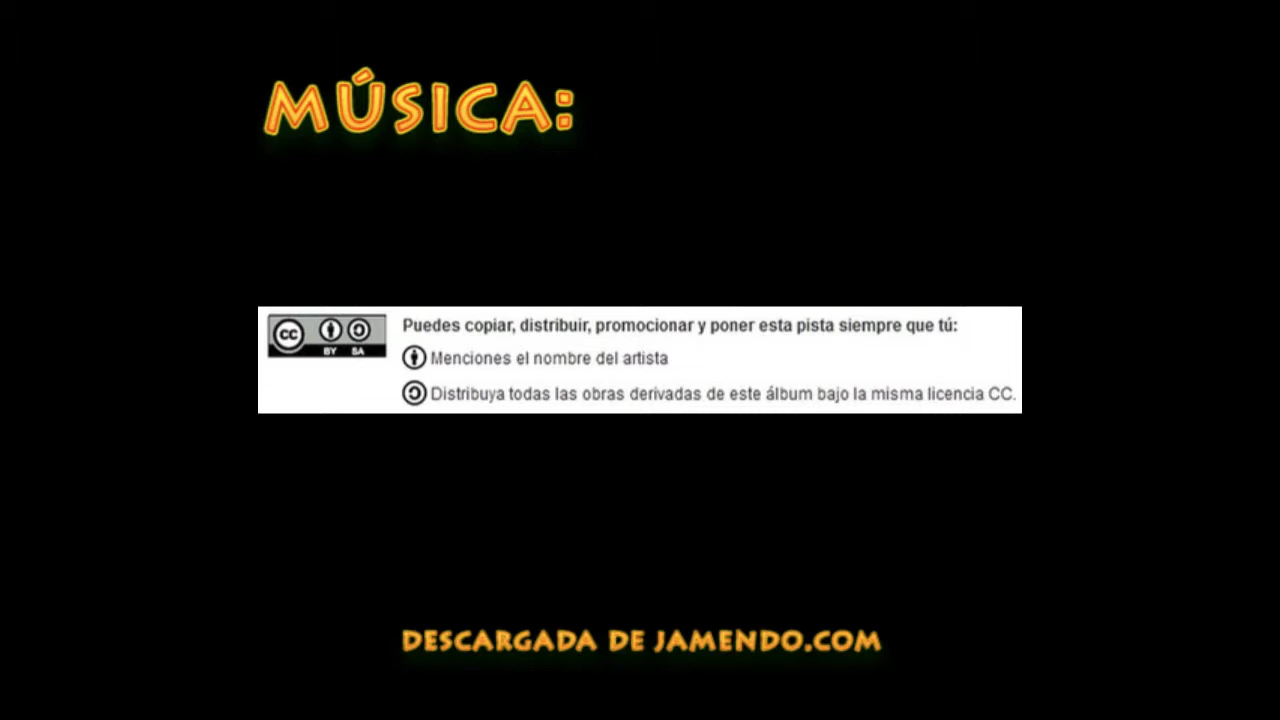 MÚSICA:
CC BY SA
Puedes copiar, distribuir, promocionar y poner esta pista siempre que tú:
Menciones el nombre del artista
Distribuya todas las obras derivadas de este álbum bajo la misma licencia CC.
DESCARGADA DE JAMENDO.COM